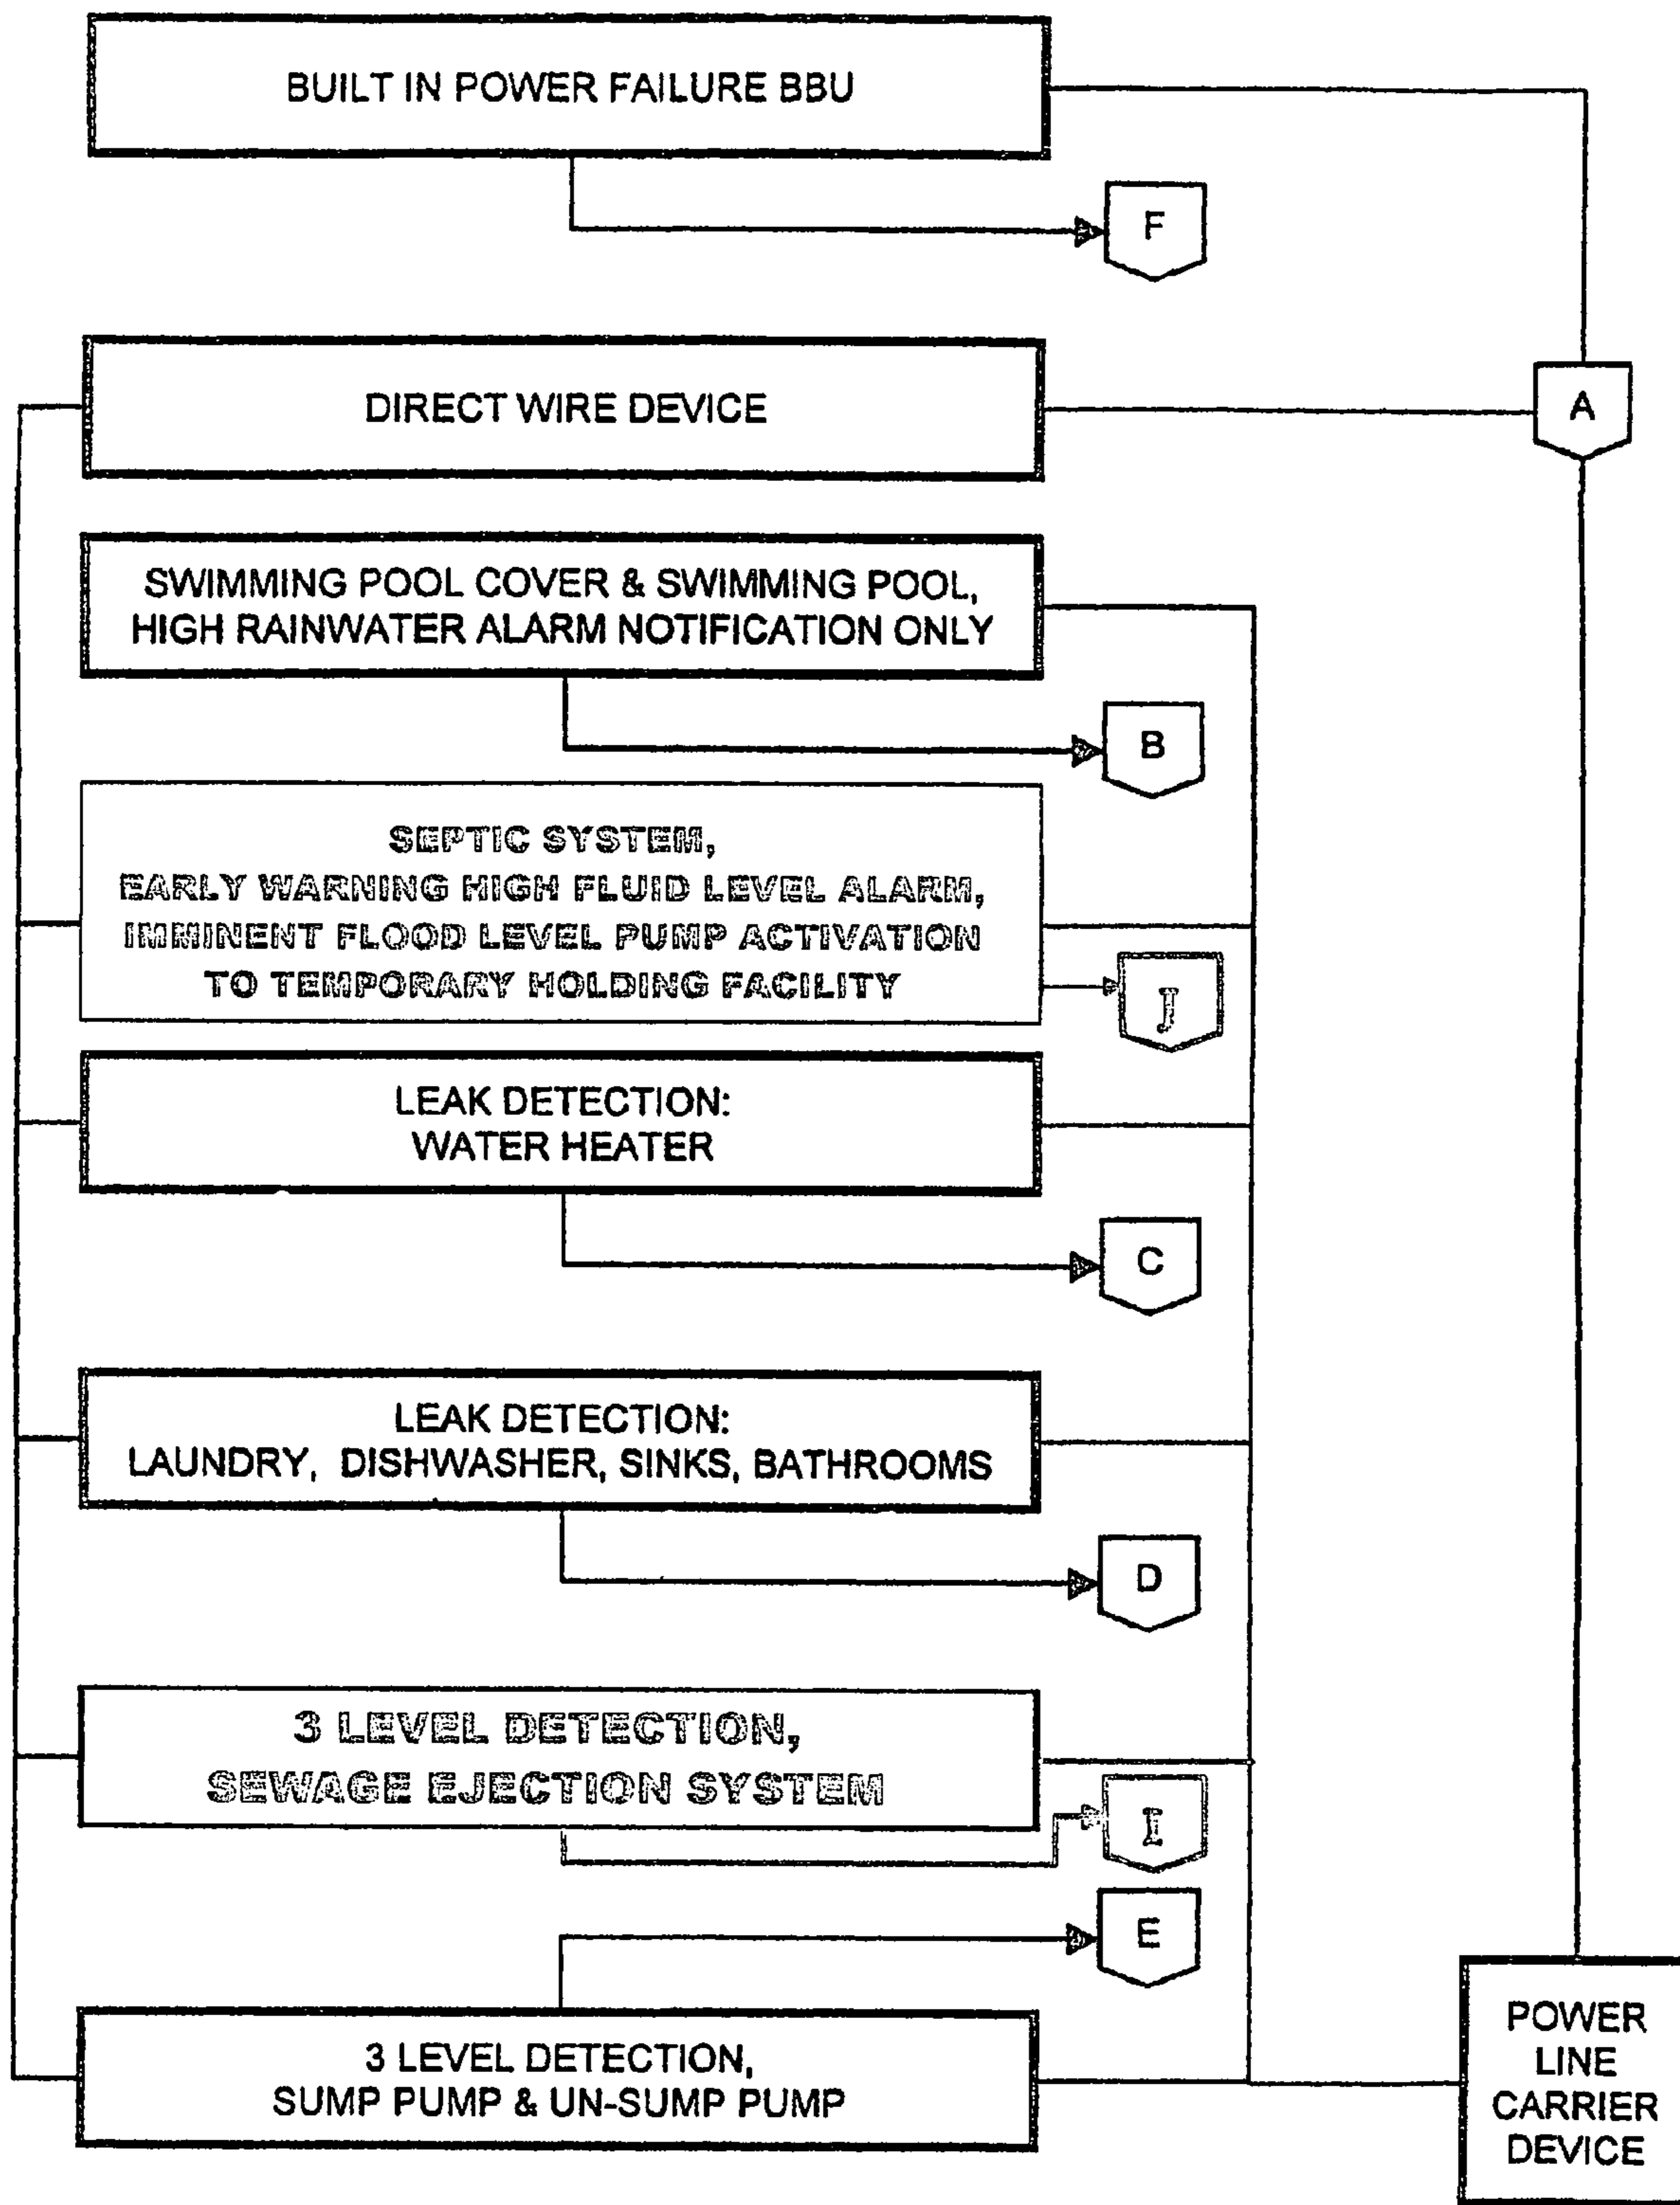 BUILT IN POWER FAILURE BBU
F
DIRECT WIRE DEVICE
A
SWIMMING POOL COVER & SWIMMING POOL,
HIGH RAINWATER ALARM NOTIFICATION ONLY
B
SEPTIC SYSTEM,
EARLY WARNING HIGH FLUID LEVEL ALARM,
IMMINENT FLOOD LEVEL PUMP ACTIVATION
TO TEMPORARY HOLDING FACILITY
J
LEAK DETECTION:
WATER HEATER
C
LEAK DETECTION:
LAUNDRY, DISHWASHER, SINKS, BATHROOMS
D
3 LEVEL DETECTION,
SEWAGE EJECTION SYSTEM
I
E
3 LEVEL DETECTION,
SUMP PUMP & UN-SUMP PUMP
POWER
LINE
CARRIER
DEVICE